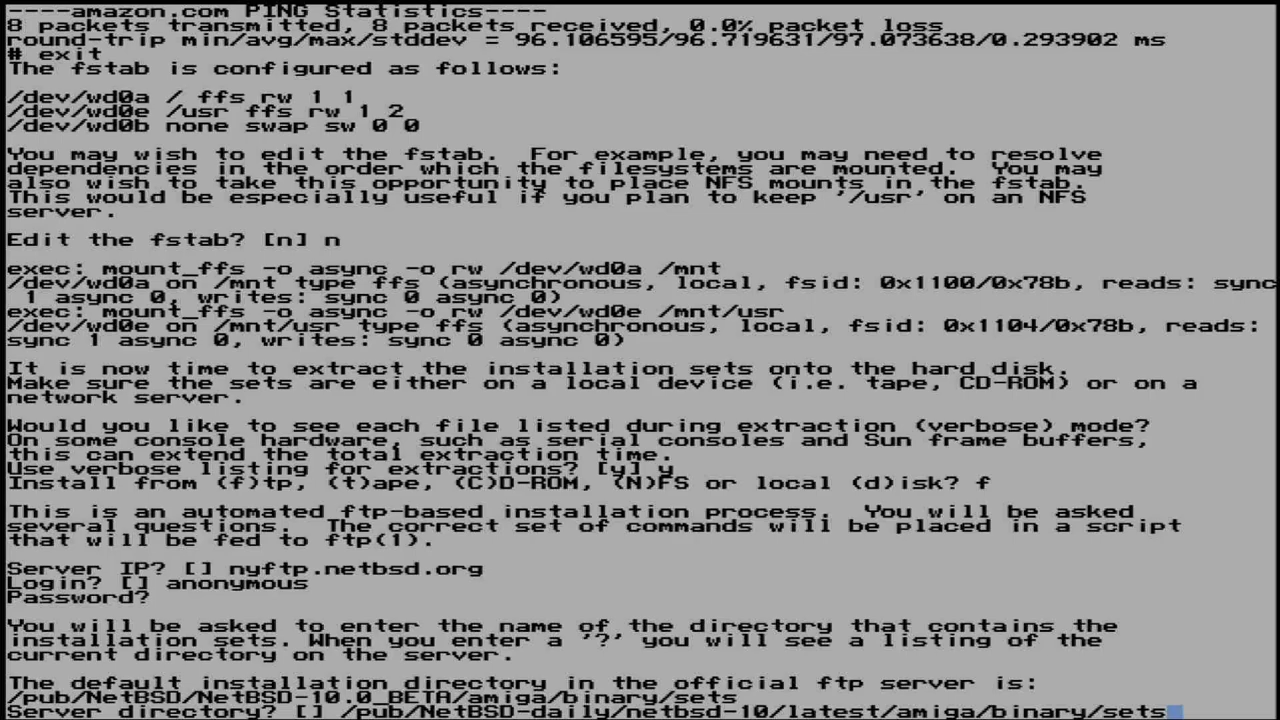 ----amazon.com PING Statistics----
8 packets transmitted, 8 packets received, 0.0% packet loss
round-trip min/avg/max/stddev = 96.106595/96.719631/97.073638/0.293902 ms
# exit
The fstab is configured as follows:
/dev/wd0a / ffs rw 1 1
/dev/wd0e /usr ffs rw 1 2
/dev/wd0b none swap sw 0 0
You may wish to edit the fstab.  For example, you may need to resolve
dependencies in the order which the filesystems are mounted.  You may
also wish to take this opportunity to place NFS mounts in the fstab.
This would be especially useful if you plan to keep '/usr' on an NFS
server.
Edit the fstab? [n] n
exec: mount_ffs -o async -o rw /dev/wd0a /mnt
/dev/wd0a on /mnt type ffs (asynchronous, local, fsid: 0x1100/0x78b, reads: sync
 1 async 0, writes: sync 0 async 0)
exec: mount_ffs -o async -o rw /dev/wd0e /mnt/usr
/dev/wd0e on /mnt/usr type ffs (asynchronous, local, fsid: 0x1104/0x78b, reads:
sync 1 async 0, writes: sync 0 async 0)
It is now time to extract the installation sets onto the hard disk.
Make sure the sets are either on a local device (i.e. tape, CD-ROM) or on a
network server.
Would you like to see each file listed during extraction (verbose) mode?
On some console hardware, such as serial consoles and Sun frame buffers,
this can extend the total extraction time.
Use verbose listing for extractions? [y] y
Install from (f)tp, (t)ape, (C)D-ROM, (N)FS or local (d)isk? f
This is an automated ftp-based installation process.  You will be asked
several questions.  The correct set of commands will be placed in a script
that will be fed to ftp(1).
Server IP? [] nyftp.netbsd.org
Login? [] anonymous
Password?
You will be asked to enter the name of the directory that contains the
installation sets. When you enter a '?' you will see a listing of the
current directory on the server.
The default installation directory in the official ftp server is:
/pub/NetBSD/NetBSD-10.0_BETA/amiga/binary/sets
Server directory? [] /pub/NetBSD-daily/netbsd-10/latest/amiga/binary/sets